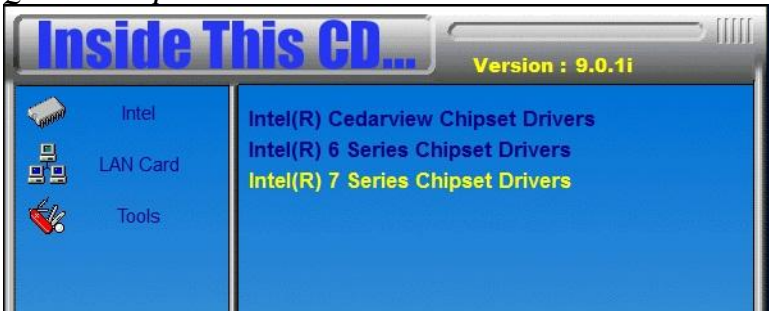 Inside This CD...
Version : 9.0.1i
Intel
LAN Card
Tools
Intel(R) Cedarview Chipset Drivers
Intel(R) 6 Series Chipset Drivers
Intel(R) 7 Series Chipset Drivers